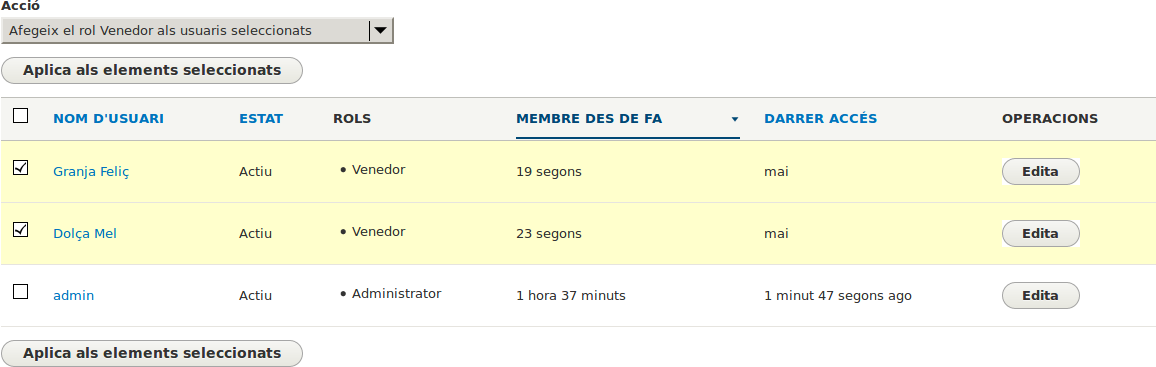 Acció
Afegeix el rol Venedor als usuaris seleccionats
Aplica als elements seleccionats
NOM D'USUARI ESTAT ROLS MEMBRE DES DE FA DARRER ACCÉS OPERACIONS
Granja Feliç Actiu • Venedor 19 segons mai Edita
Dolça Mel Actiu • Venedor 23 segons mai Edita
admin Actiu • Administrator 1 hora 37 minuts 1 minut 47 segons ago Edita
Aplica als elements seleccionats